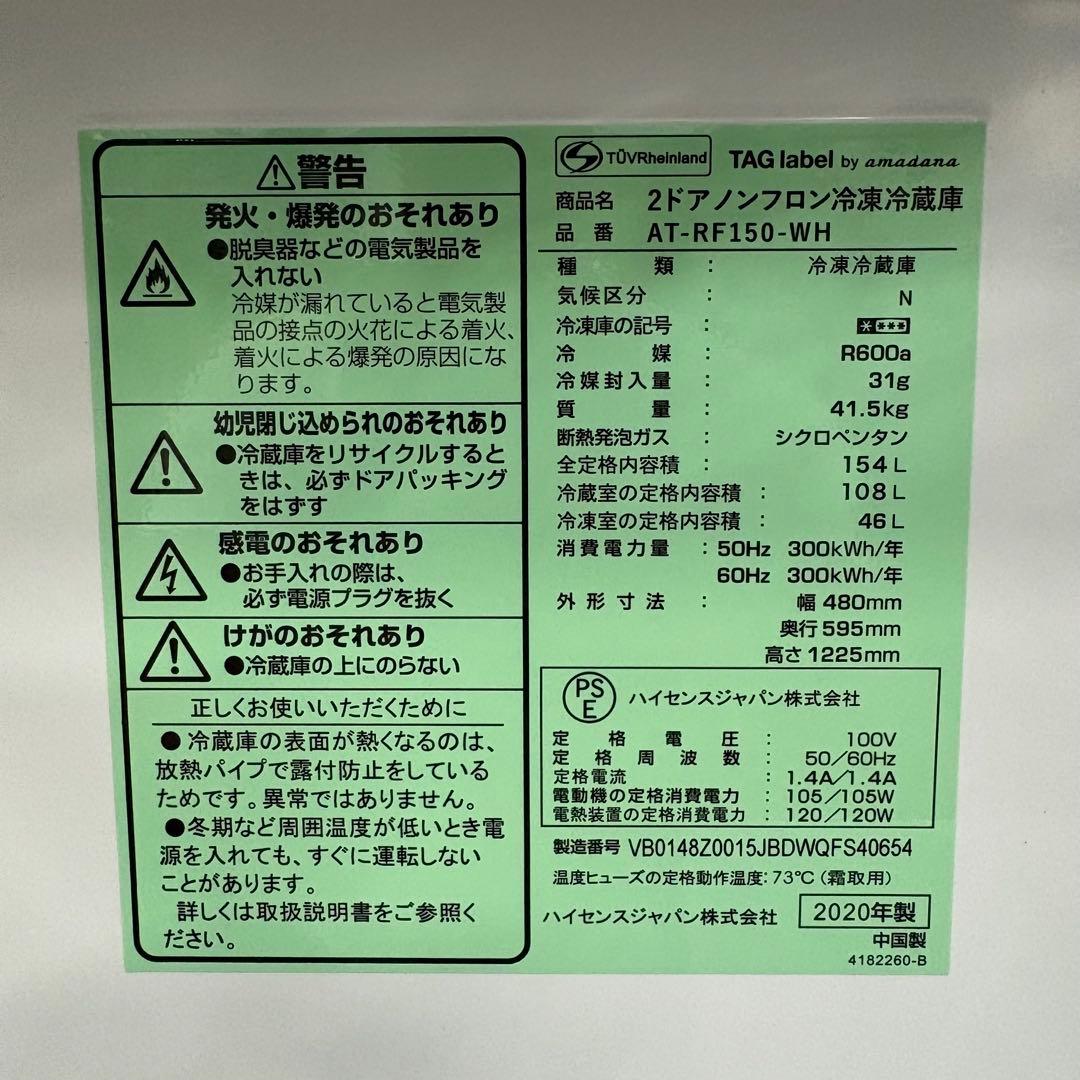 ⚠警告
発火・爆発のおそれあり
●脱臭器などの電気製品を
入れない
冷媒が漏れていると電気製
品の接点の火花による着火、
着火による爆発の原因にな
ります。
幼児閉じ込められのおそれあり
●冷蔵庫をリサイクルすると
きは、必ずドアパッキング
をはずす
感電のおそれあり
●お手入れの際は、
必ず電源プラグを抜く
けがのおそれあり
●冷蔵庫の上にのらない
正しくお使いいただくために
●冷蔵庫の表面が熱くなるのは、
放熱パイプで露付防止をしている
ためです。異常ではありません。
●冬期など周囲温度が低いとき電
源を入れても、すぐに運転しない
ことがあります。
詳しくは取扱説明書をご参照く
ださい。
TÜVRheinland TAG label by amadana
商品名 2ドアノンフロン冷凍冷蔵庫
品番 AT-RF150-WH
種類： 冷凍冷蔵庫
気候区分： N
冷凍庫の記号： *|***
冷媒： R600a
冷媒封入量： 31g
質量： 41.5kg
断熱発泡ガス： シクロペンタン
全定格内容積： 154L
冷蔵室の定格内容積： 108L
冷凍室の定格内容積： 46L
消費電力量： 50Hz 300kWh/年
60Hz 300kWh/年
外形寸法： 幅 480mm
奥行 595mm
高さ 1225mm
PSE ハイセンスジャパン株式会社
定格電圧： 100V
定格周波数： 50/60Hz
定格電流： 1.4A/1.4A
電動機の定格消費電力： 105/105W
電熱装置の定格消費電力： 120/120W
製造番号 VB0148Z0015JBDWQFS40654
温度ヒューズの定格動作温度:73℃(霜取用)
ハイセンスジャパン株式会社 2020年製
中国製
4182260-B